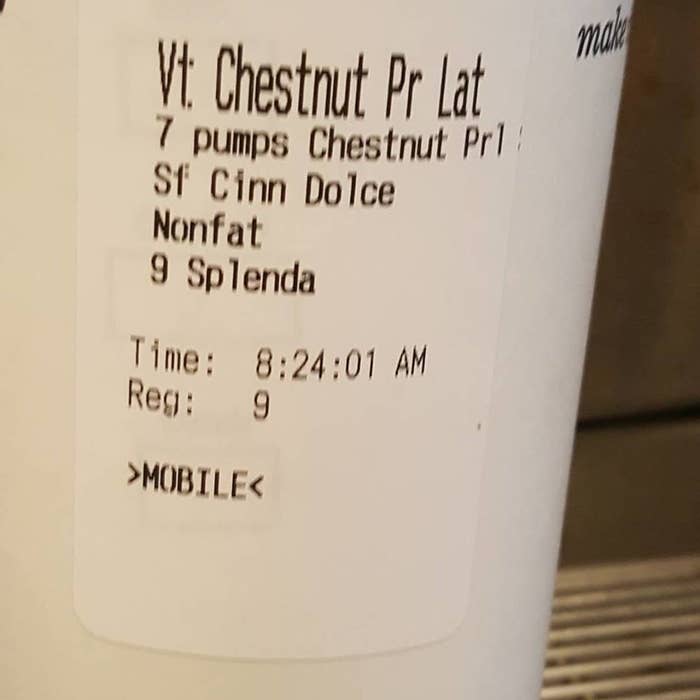 make
Vt Chestnut Pr Lat
7 pumps Chestnut Prl
Sf Cinn Dolce
Nonfat
9 Splenda
Time: 8:24:01 AM
Reg: 9
>MOBILE<